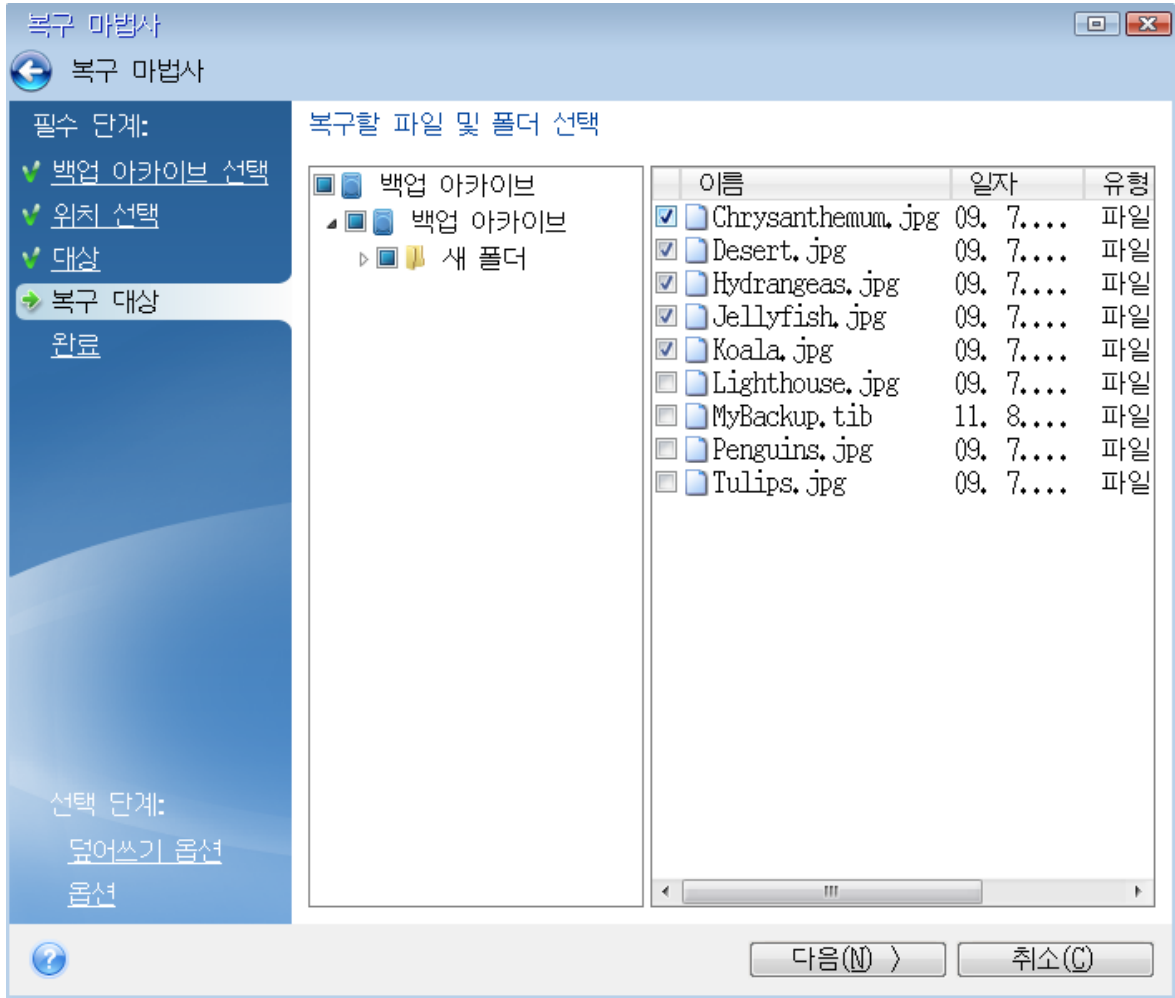 복구 마법사
복구 마법사
필수 단계:
백업 아카이브 선택
위치 선택
대상
복구 대상
완료
선택 단계:
덮어쓰기 옵션
옵션
복구할 파일 및 폴더 선택
백업 아카이브
백업 아카이브
새 폴더
이름 일자 유형
Chrysanthemum.jpg 09. 7.... 파일
Desert.jpg 09. 7.... 파일
Hydrangeas.jpg 09. 7.... 파일
Jellyfish.jpg 09. 7.... 파일
Koala.jpg 09. 7.... 파일
Lighthouse.jpg 09. 7.... 파일
MyBackup.tib 11. 8.... 파일
Penguins.jpg 09. 7.... 파일
Tulips.jpg 09. 7.... 파일
다음(N) > 취소(C)